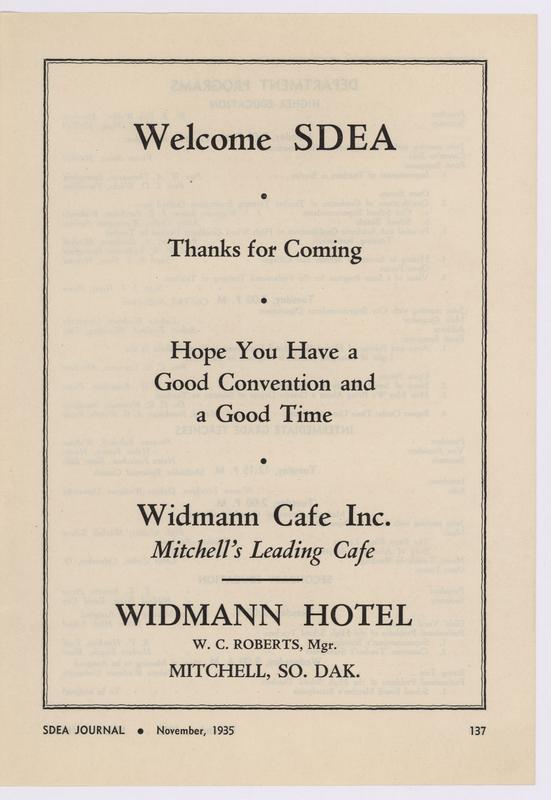 Welcome SDEA
•
Thanks for Coming
•
Hope You Have a
Good Convention and
a Good Time
•
Widmann Cafe Inc.
Mitchell's Leading Cafe
WIDMANN HOTEL
W. C. ROBERTS, Mgr.
MITCHELL, SO. DAK.
SDEA JOURNAL • November, 1935 137